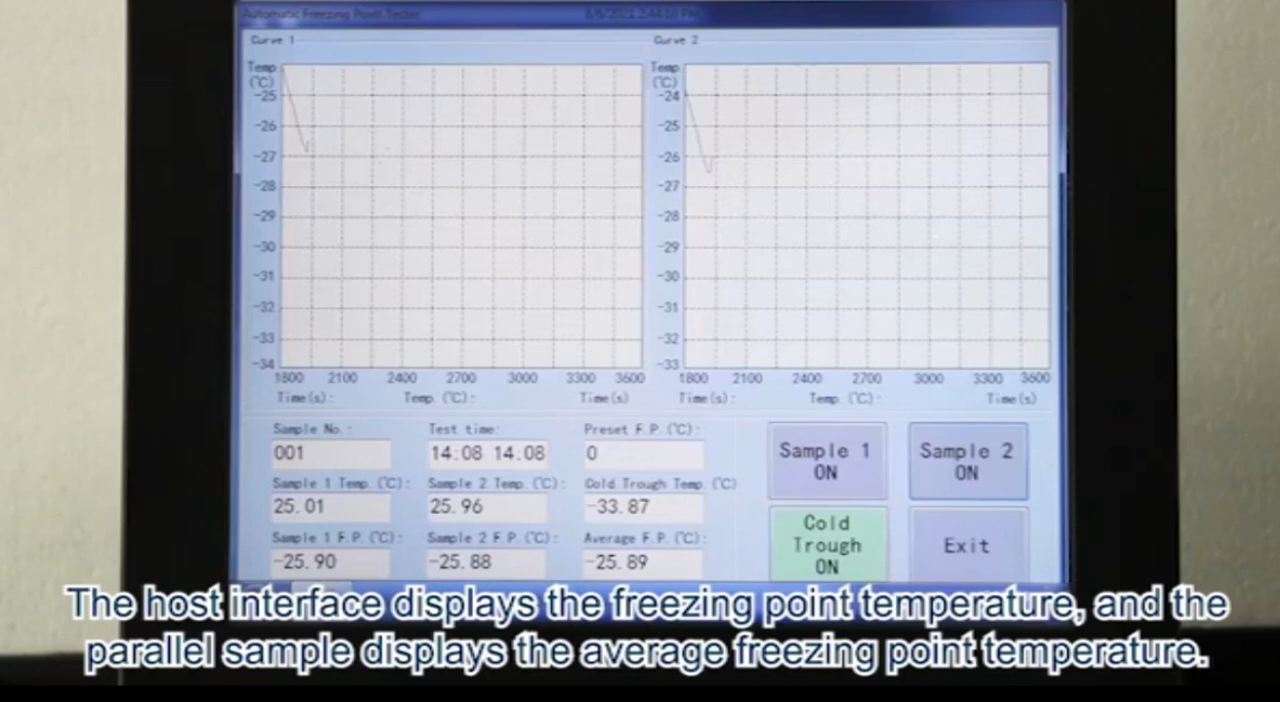 Automatic Freezing Point Tester
Curve 1
Curve 2
Temp.
(℃)
-25
-26
-27
-28
-29
-30
-31
-32
-33
-34
1800 2100 2400 2700 3000 3300 3600
Time(s): Temp.(℃): Time(s)
Temp.
(℃)
-24
-25
-26
-27
-28
-29
-30
-31
-32
-33
1800 2100 2400 2700 3000 3300 3600
Time(s): Temp.(℃): Time(s)
Sample No.: Test time: Preset F.P.(℃):
001 14:08 14.08 0
Sample 1 Temp.(℃): Sample 2 Temp.(℃): Cold Trough Temp.(℃)
25.01 25.96 -33.87
Sample 1 F.P.(℃): Sample 2 F.P.(℃): Average F.P.(℃):
-25.90 -25.88 -25.89
Sample 1
ON
Sample 2
ON
Cold
Trough
ON
Exit
The host interface displays the freezing point temperature, and the
parallel sample displays the average freezing point temperature.